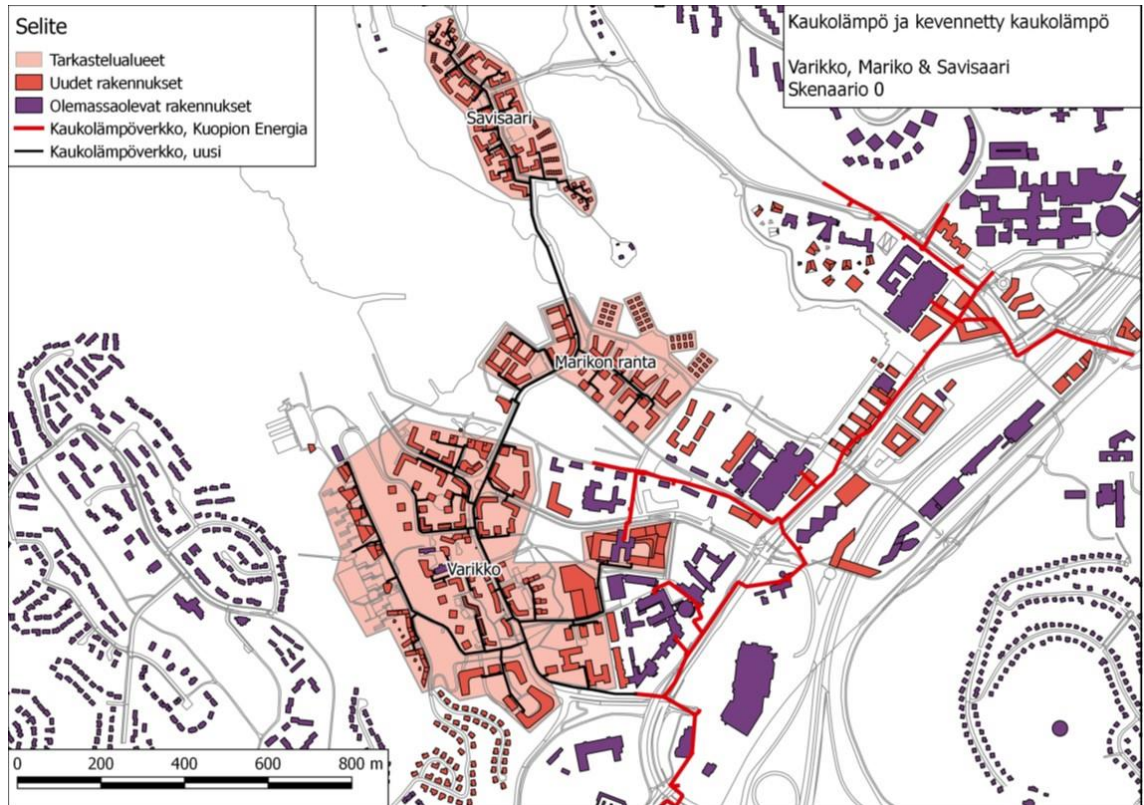 Selite
Tarkastelualueet
Uudet rakennukset
Olemassaolevat rakennukset
Kaukolämpöverkko, Kuopion Energia
Kaukolämpöverkko, uusi
Kaukolämpö ja kevennetty kaukolämpö
Varikko, Mariko & Savisaari
Skenaario 0
Savisaari
Marikon ranta
Varikko
0 200 400 600 800 m